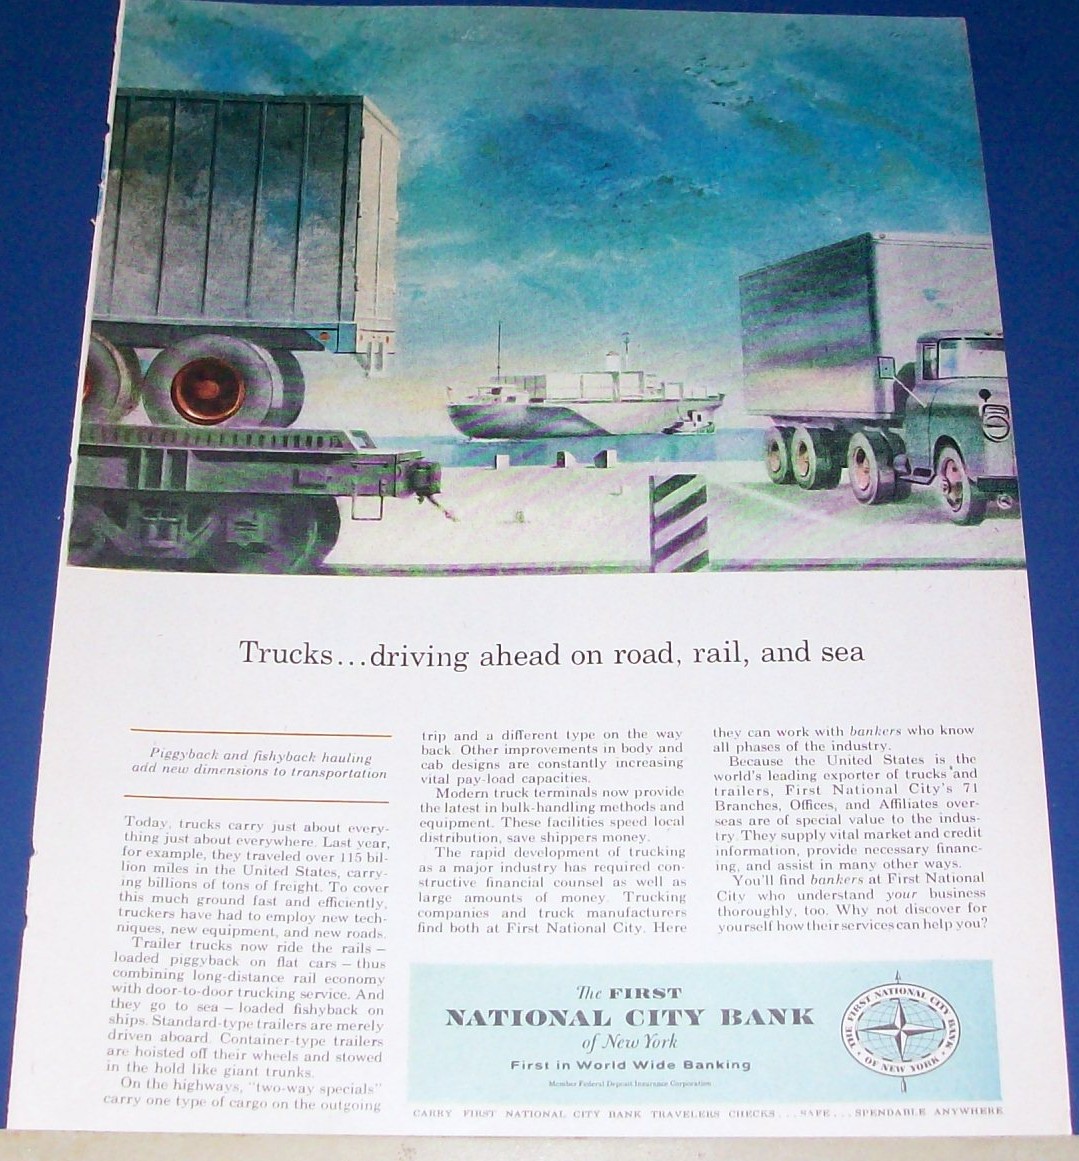 Trucks...driving ahead on road, rail, and sea
Piggyback and fishyback hauling
add new dimensions to transportation
Today, trucks carry just about every-
thing just about everywhere. Last year,
for example, they traveled over 115 bil-
lion miles in the United States, carry-
ing billions of tons of freight. To cover
this much ground fast and efficiently,
truckers have had to employ new tech-
niques, new equipment, and new roads.
Trailer trucks now ride the rails —
loaded piggyback on flat cars — thus
combining long-distance rail economy
with door-to-door trucking service. And
they go to sea — loaded fishyback on
ships. Standard-type trailers are merely
driven aboard. Container-type trailers
are hoisted off their wheels and stowed
in the hold like giant trunks.
On the highways, "two-way specials"
carry one type of cargo on the outgoing
trip and a different type on the way
back. Other improvements in body and
cab designs are constantly increasing
vital pay-load capacities.
Modern truck terminals now provide
the latest in bulk-handling methods and
equipment. These facilities speed local
distribution, save shippers money.
The rapid development of trucking
as a major industry has required con-
structive financial counsel as well as
large amounts of money. Trucking
companies and truck manufacturers
find both at First National City. Here
they can work with bankers who know
all phases of the industry.
Because the United States is the
world's leading exporter of trucks and
trailers, First National City's 71
Branches, Offices, and Affiliates over-
seas are of special value to the indus-
try. They supply vital market and credit
information, provide necessary financ-
ing, and assist in many other ways.
You'll find bankers at First National
City who understand your business
thoroughly, too. Why not discover for
yourself how their services can help you?
The FIRST
NATIONAL CITY BANK
of New York
First in World Wide Banking
Member Federal Deposit Insurance Corporation
THE FIRST NATIONAL CITY BANK
OF NEW YORK
CARRY FIRST NATIONAL CITY BANK TRAVELERS CHECKS...SAFE...SPENDABLE ANYWHERE